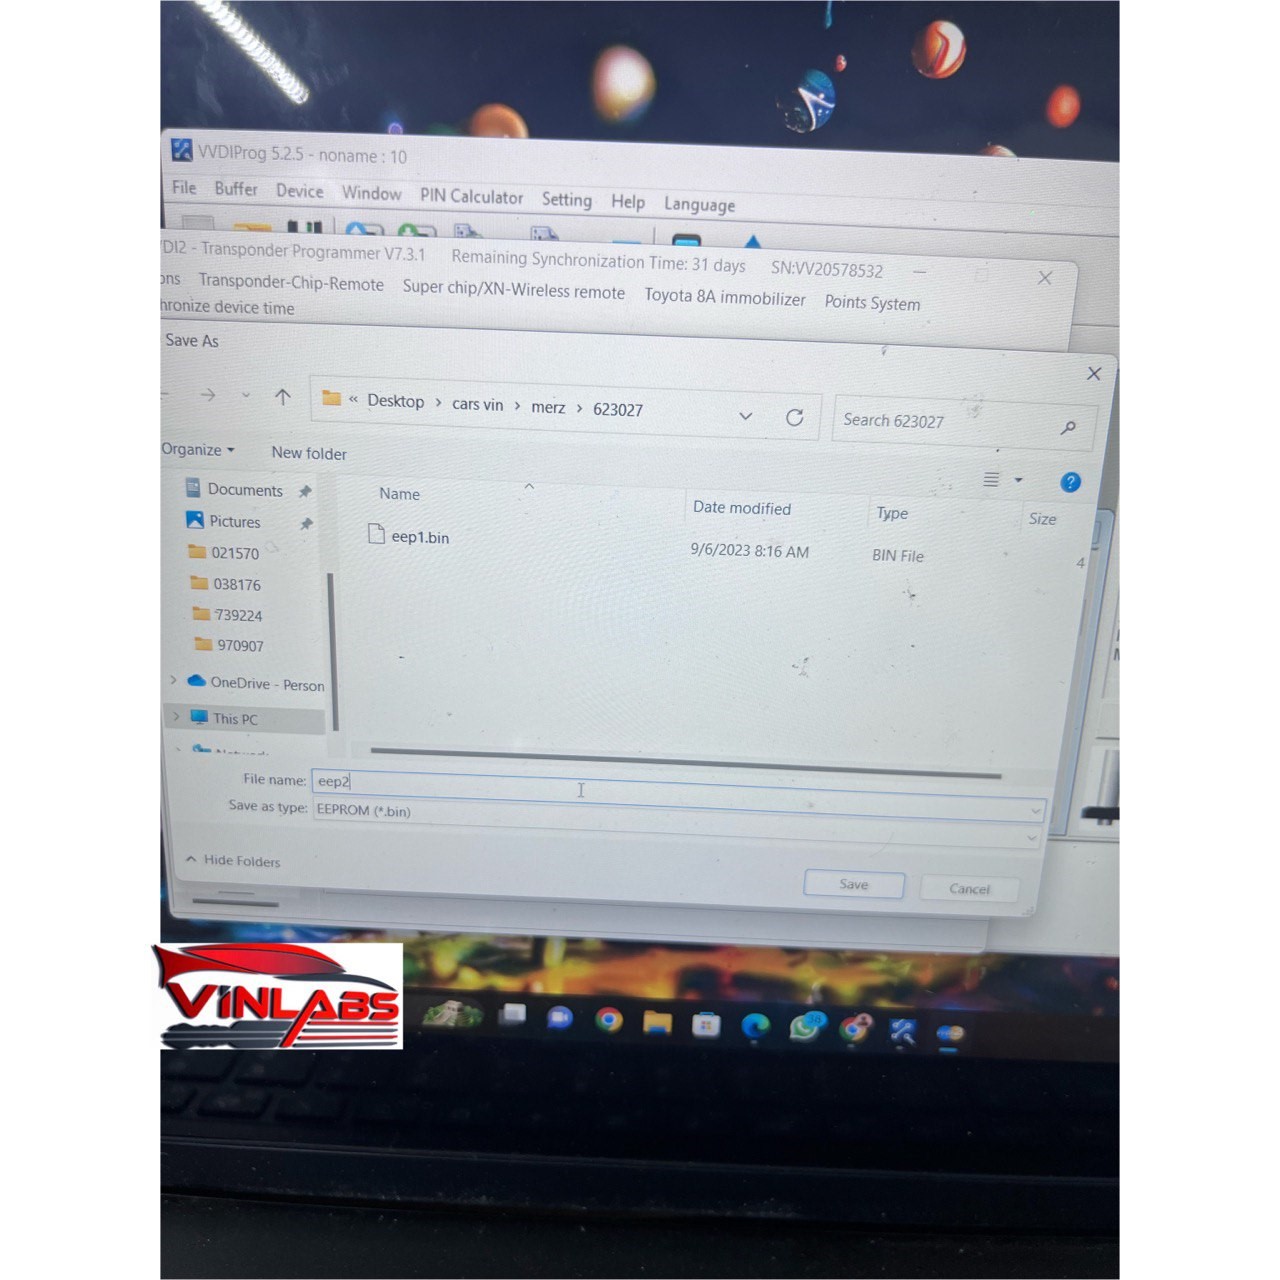 VVDIProg 5.2.5 - noname : 10
File Buffer Device Window PIN Calculator Setting Help Language
DI2 - Transponder Programmer V7.3.1 Remaining Synchronization Time: 31 days SN:VV20578532
ons Transponder-Chip-Remote Super chip/XN-Wireless remote Toyota 8A immobilizer Points System
hronize device time
Save As
« Desktop > cars vin > merz > 623027
Search 623027
Organize New folder
Documents
Pictures
021570
038176
739224
970907
OneDrive - Person
This PC
Name Date modified Type Size
eep1.bin 9/6/2023 8:16 AM BIN File 4
File name: eep2
Save as type: EEPROM (*.bin)
Hide Folders
Save Cancel
VINLABS